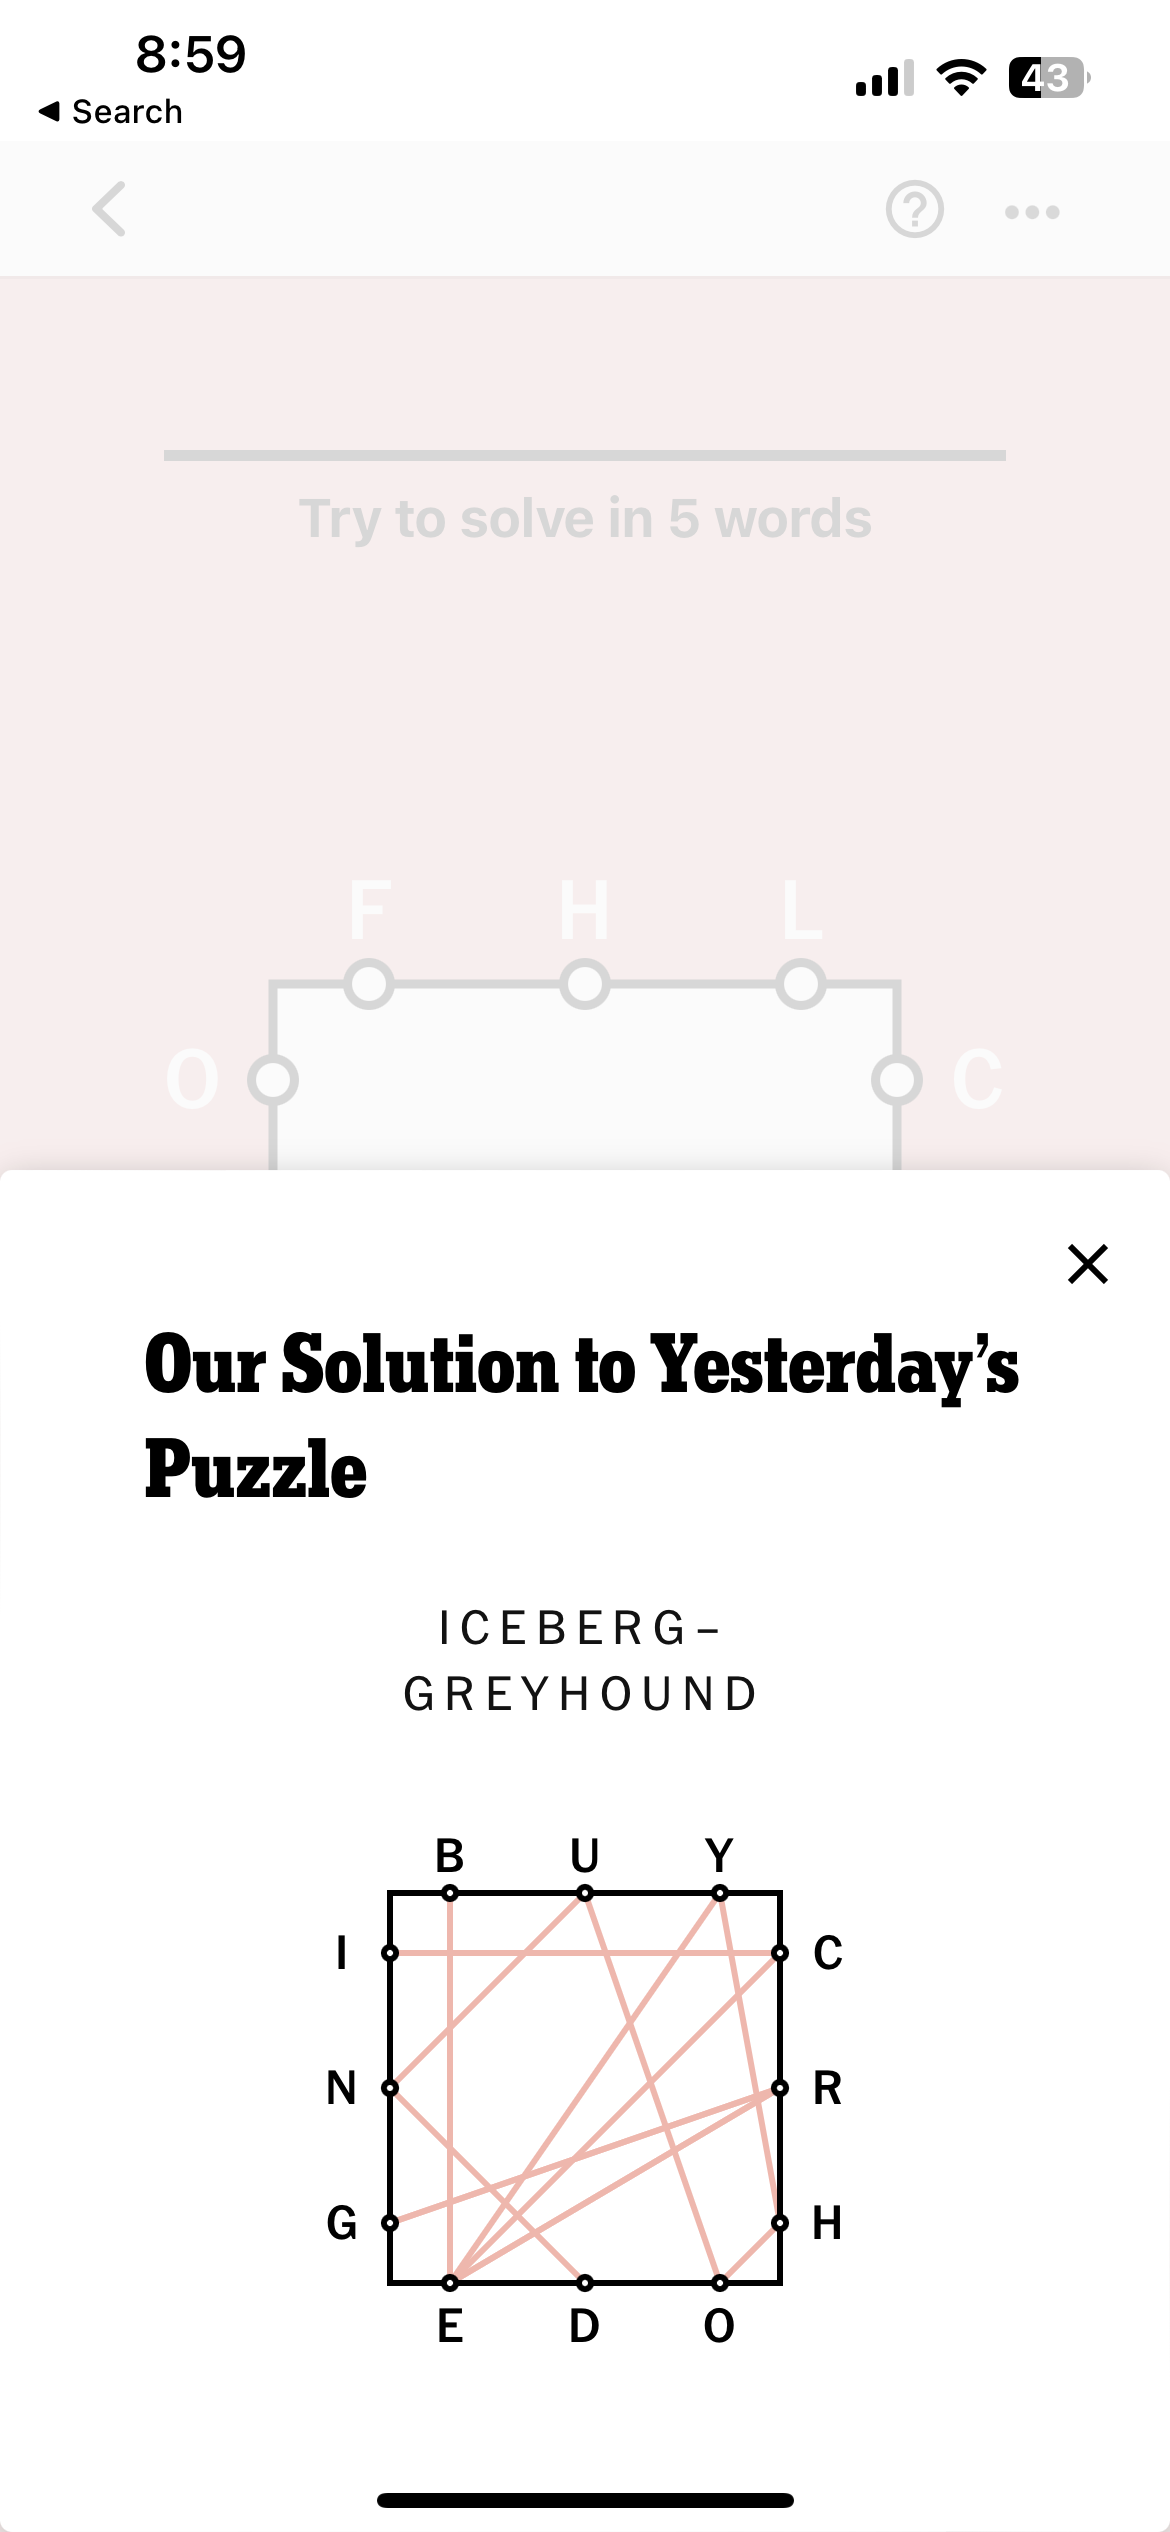 8:59
43
◀ Search
?
Try to solve in 5 words
F H L
O C
Our Solution to Yesterday’s
Puzzle
ICEBERG–
GREYHOUND
B U Y
I C
N R
G H
E D O